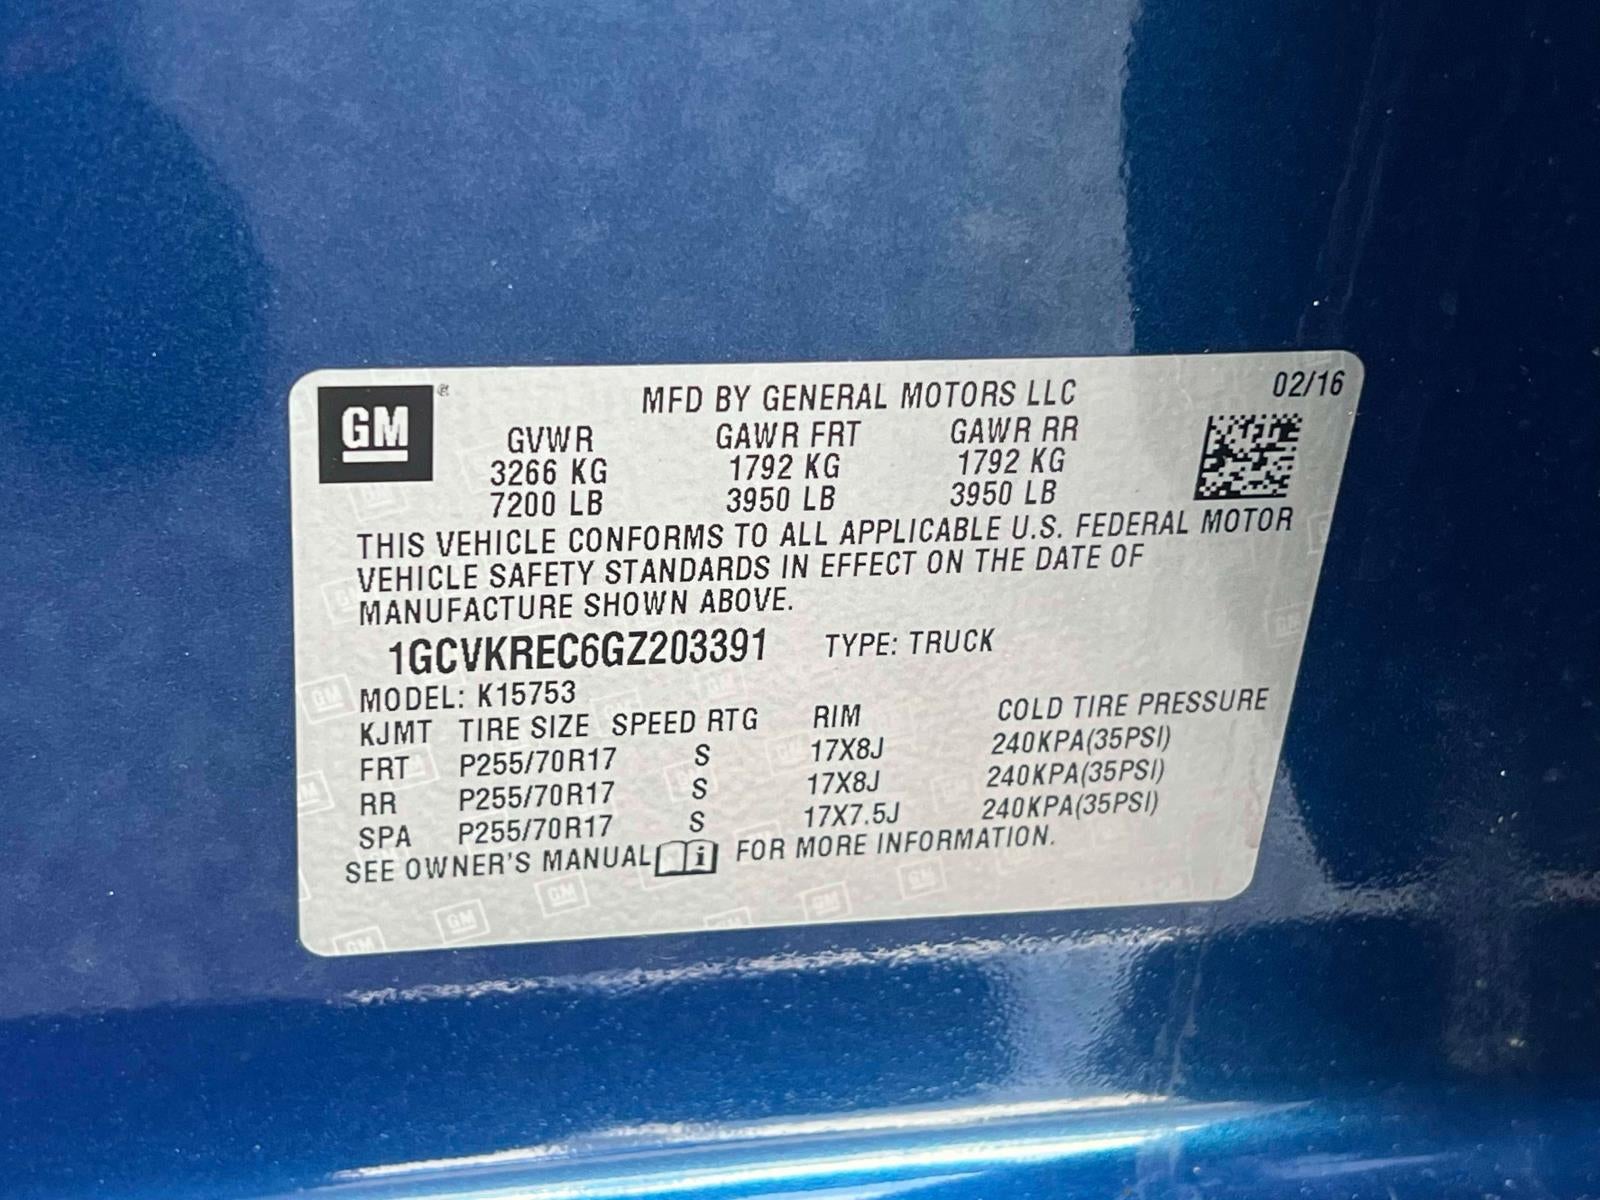 GM ®
MFD BY GENERAL MOTORS LLC 02/16
GVWR GAWR FRT GAWR RR
3266 KG 1792 KG 1792 KG
7200 LB 3950 LB 3950 LB
THIS VEHICLE CONFORMS TO ALL APPLICABLE U.S. FEDERAL MOTOR
VEHICLE SAFETY STANDARDS IN EFFECT ON THE DATE OF
MANUFACTURE SHOWN ABOVE.
1GCVKREC6GZ203391 TYPE: TRUCK
MODEL: K15753
KJMT TIRE SIZE SPEED RTG RIM COLD TIRE PRESSURE
FRT P255/70R17 S 17X8J 240KPA(35PSI)
RR P255/70R17 S 17X8J 240KPA(35PSI)
SPA P255/70R17 S 17X7.5J 240KPA(35PSI)
SEE OWNER'S MANUAL i FOR MORE INFORMATION.